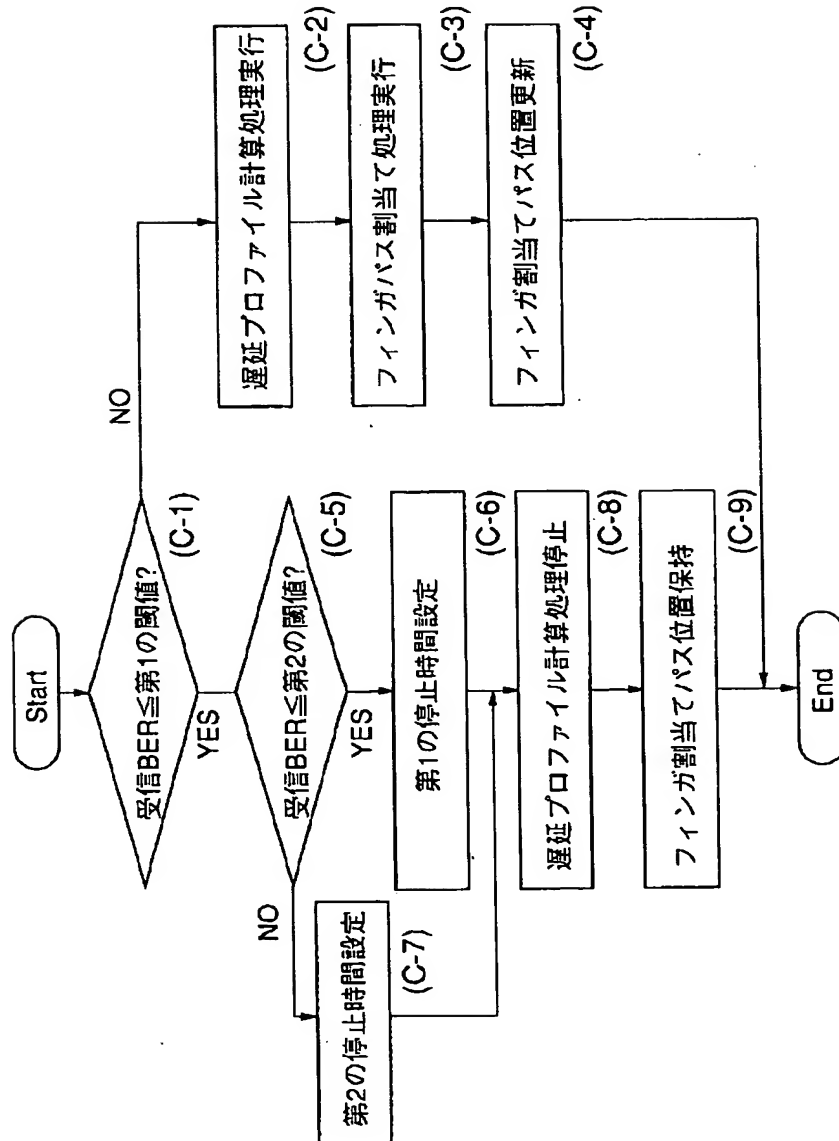 Start
受信BER≦第1の閾値?
(C-1)
NO
YES
遅延プロファイル計算処理実行
(C-2)
フィンガパス割当て処理実行
(C-3)
フィンガ割当てパス位置更新
(C-4)
受信BER≦第2の閾値?
(C-5)
YES
NO
第1の停止時間設定
(C-6)
第2の停止時間設定
(C-7)
遅延プロファイル計算処理停止
(C-8)
フィンガ割当てパス位置保持
(C-9)
End